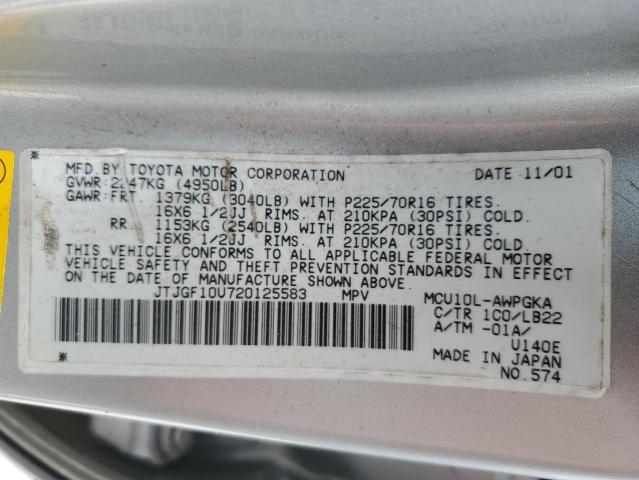 MFD. BY TOYOTA MOTOR CORPORATION DATE 11/01
GVWR: 2247KG (4950LB)
GAWR: FRT. 1379KG (3040LB) WITH P225/70R16 TIRES.
16X6 1/2JJ RIMS. AT 210KPA (30PSI) COLD.
RR. 1153KG (2540LB) WITH P225/70R16 TIRES.
16X6 1/2JJ RIMS. AT 210KPA (30PSI) COLD.
THIS VEHICLE CONFORMS TO ALL APPLICABLE FEDERAL MOTOR
VEHICLE SAFETY AND THEFT PREVENTION STANDARDS IN EFFECT
ON THE DATE OF MANUFACTURE SHOWN ABOVE.
JTJGF10U720125583 MPV MCU10L-AWPGKA
C/TR 1C0/LB22
A/TM -01A/
U140E
MADE IN JAPAN
NO. 574